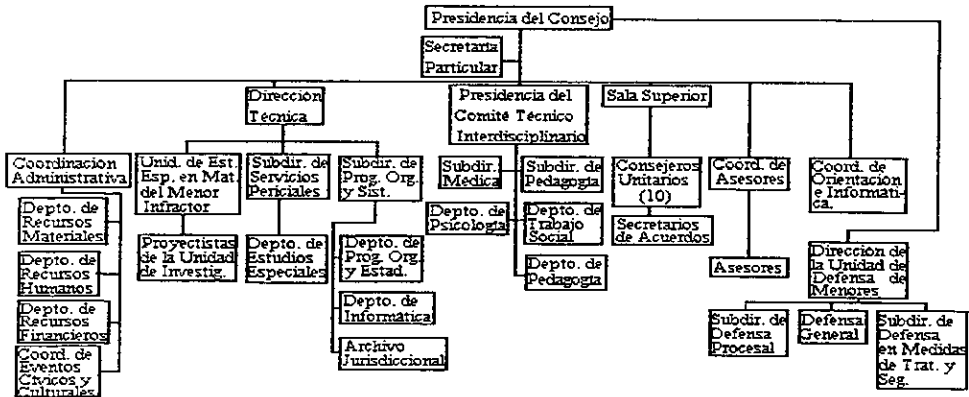 Presidencia del Consejo
Secretaria
Particular
Dirección
Técnica
Presidencia del
Comité Técnico
Interdisciplinario
Sala Superior
Coordinación
Administrativa
Unid. de Est.
Esp. en Mat.
del Menor
Infractor
Subdir. de
Servicios
Periciales
Subdir. de
Prog. Org.
y Sist.
Subdir.
Médica
Subdir. de
Pedagogía
Consejeros
Unitarios
(10)
Coord. de
Asesores
Coord. de
Orientación
e Informáti-
ca.
Depto. de
Recursos
Materiales
Proyectistas
de la Unidad
de Investig.
Depto. de
Estudios
Especiales
Depto. de
Prog. Org.
y Estad.
Depto. de
Psicología
Depto. de
Trabajo
Social
Secretarios
de Acuerdos
Depto. de
Recursos
Humanos
Depto. de
Pedagogía
Asesores
Dirección de
la Unidad de
Defensa de
Menores
Depto. de
Recursos
Financieros
Depto. de
Informática
Subdir. de
Defensa
Procesal
Defensa
General
Subdir. de
Defensa
en Medidas
de Trat. y
Seg.
Coord. de
Eventos
Cívicos y
Culturales
Archivo
Jurisdiccional